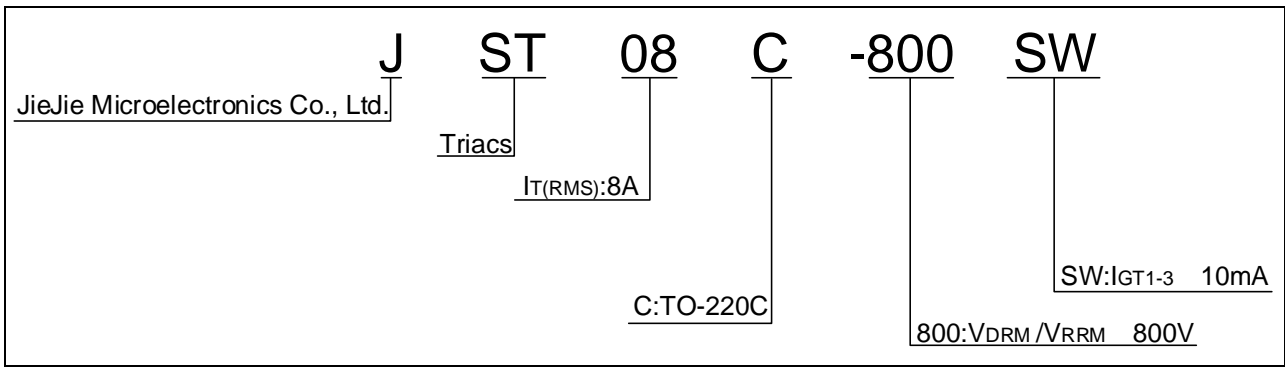 J ST 08 C -800 SW
JieJie Microelectronics Co., Ltd.
Triacs
IT(RMS):8A
SW:IGT1-3 10mA
C:TO-220C
800:VDRM/VRRM 800V